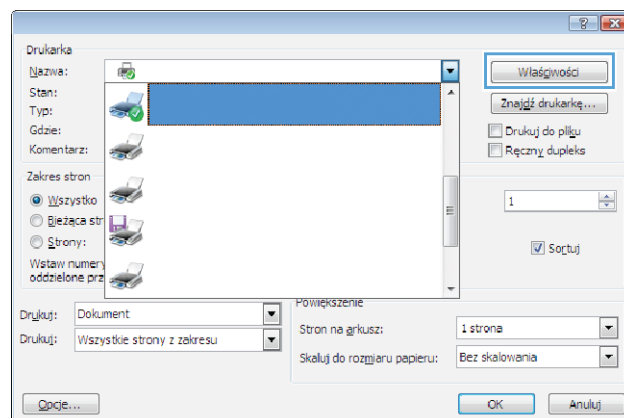 Drukarka
Nazwa:
Właściwości
Stan:
Typ:
Znajdź drukarkę...
Gdzie:
Drukuj do pliku
Komentarz:
Ręczny dupleks
Zakres stron
Wszystko
1
Bieżąca str
Strony:
Sortuj
Wstaw numery
oddzielone prz
Powiększenie
Drukuj: Dokument
Stron na arkusz: 1 strona
Drukuj: Wszystkie strony z zakresu
Skaluj do rozmiaru papieru: Bez skalowania
Opcje...
OK
Anuluj